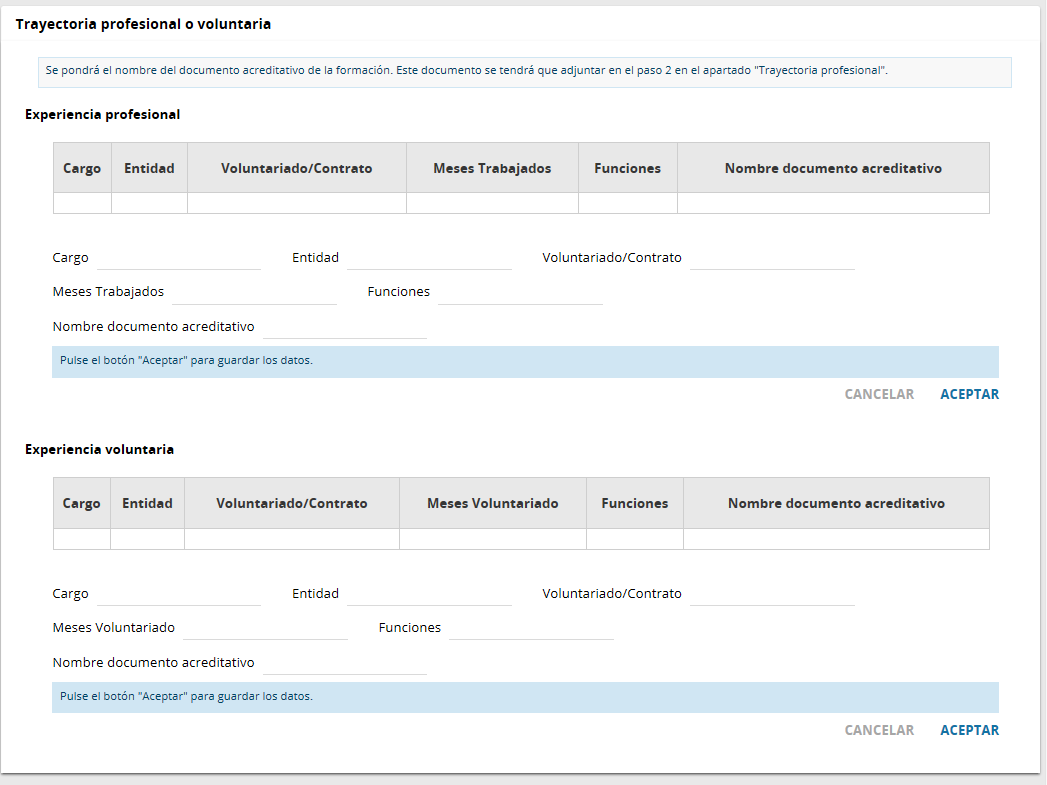 Trayectoria profesional o voluntaria
Se pondrá el nombre del documento acreditativo de la formación. Este documento se tendrá que adjuntar en el paso 2 en el apartado "Trayectoria profesional".
Experiencia profesional
Cargo Entidad Voluntariado/Contrato Meses Trabajados Funciones Nombre documento acreditativo
Cargo Entidad Voluntariado/Contrato
Meses Trabajados Funciones
Nombre documento acreditativo
Pulse el botón "Aceptar" para guardar los datos.
CANCELAR ACEPTAR
Experiencia voluntaria
Cargo Entidad Voluntariado/Contrato Meses Voluntariado Funciones Nombre documento acreditativo
Cargo Entidad Voluntariado/Contrato
Meses Voluntariado Funciones
Nombre documento acreditativo
Pulse el botón "Aceptar" para guardar los datos.
CANCELAR ACEPTAR